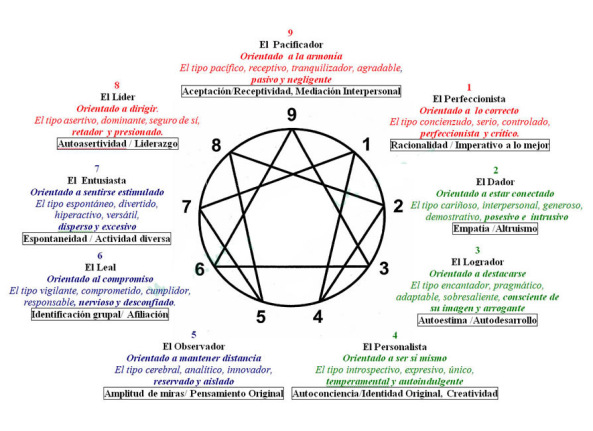 9
El Pacificador
Orientado a la armonía
El tipo pacífico, receptivo, tranquilizador, agradable,
pasivo y negligente
Aceptación/Receptividad, Mediación Interpersonal
8
El Líder
Orientado a dirigir.
El tipo asertivo, dominante, seguro de sí,
retador y presionado.
Autoasertividad / Liderazgo
1
El Perfeccionista
Orientado a lo correcto
El tipo concienzudo, serio, controlado,
perfeccionista y crítico.
Racionalidad / Imperativo a lo mejor
7
El Entusiasta
Orientado a sentirse estimulado
El tipo espontáneo, divertido,
hiperactivo, versátil,
disperso y excesivo
Espontaneidad / Actividad diversa
2
El Dador
Orientado a estar conectado
El tipo cariñoso, interpersonal, generoso,
demostrativo, posesivo e intrusivo
Empatía /Altruismo
6
El Leal
Orientado al compromiso
El tipo vigilante, comprometido, cumplidor,
responsable, nervioso y desconfiado.
Identificación grupal/ Afiliación
3
El Logrador
Orientado a destacarse
El tipo encantador, pragmático,
adaptable, sobresaliente, consciente de
su imagen y arrogante
Autoestima /Autodesarrollo
5
El Observador
Orientado a mantener distancia
El tipo cerebral, analítico, innovador,
reservado y aislado
Amplitud de miras/ Pensamiento Original
4
El Personalista
Orientado a ser sí mismo
El tipo introspectivo, expresivo, único,
temperamental y autoindulgente
Autoconciencia/Identidad Original, Creatividad
9
8
1
7
2
6
3
5
4